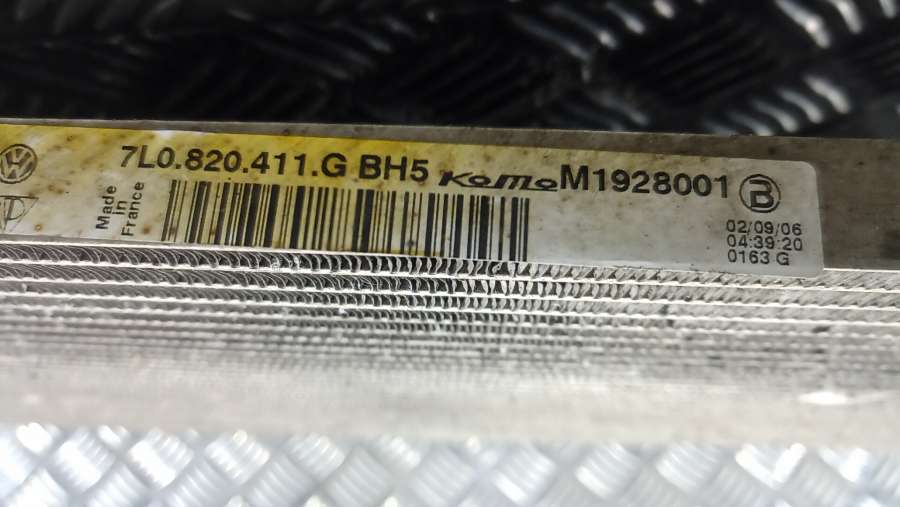 7L0.820.411.G BH5 KoMo M1928001 B
Made in France
02/09/06
04:39:20
0163 G